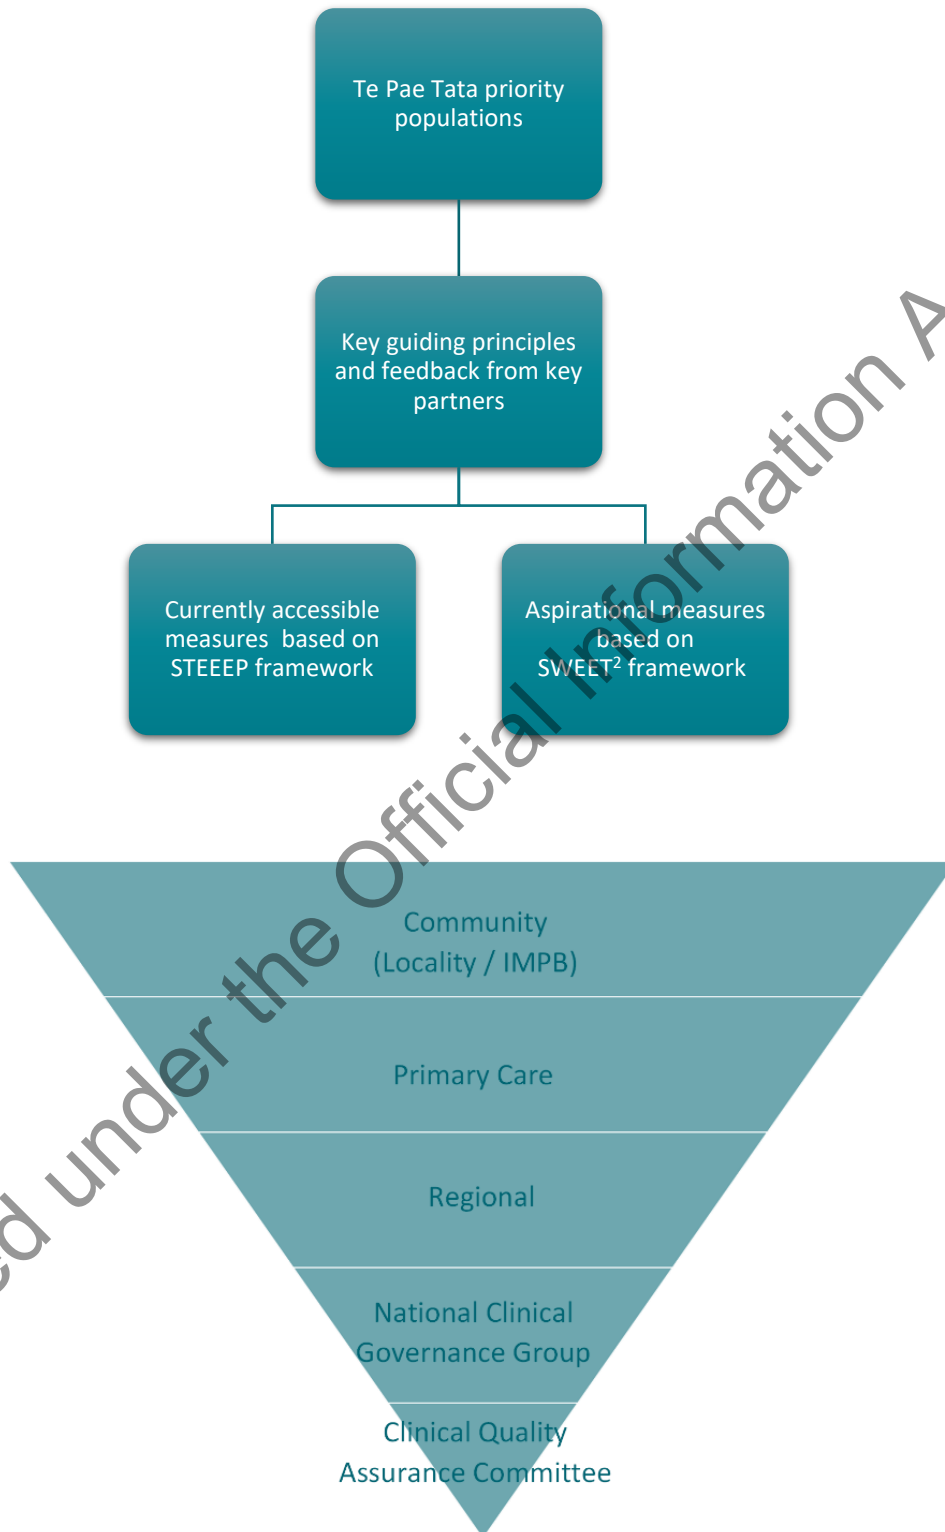 Te Pae Tata priority
populations
Key guiding principles
and feedback from key
partners
Currently accessible
measures based on
STEEEP framework
Aspirational measures
based on
SWEET² framework
Community
(Locality / IMPB)
Primary Care
Regional
National Clinical
Governance Group
Clinical Quality
Assurance Committee
ed under the Official Information A